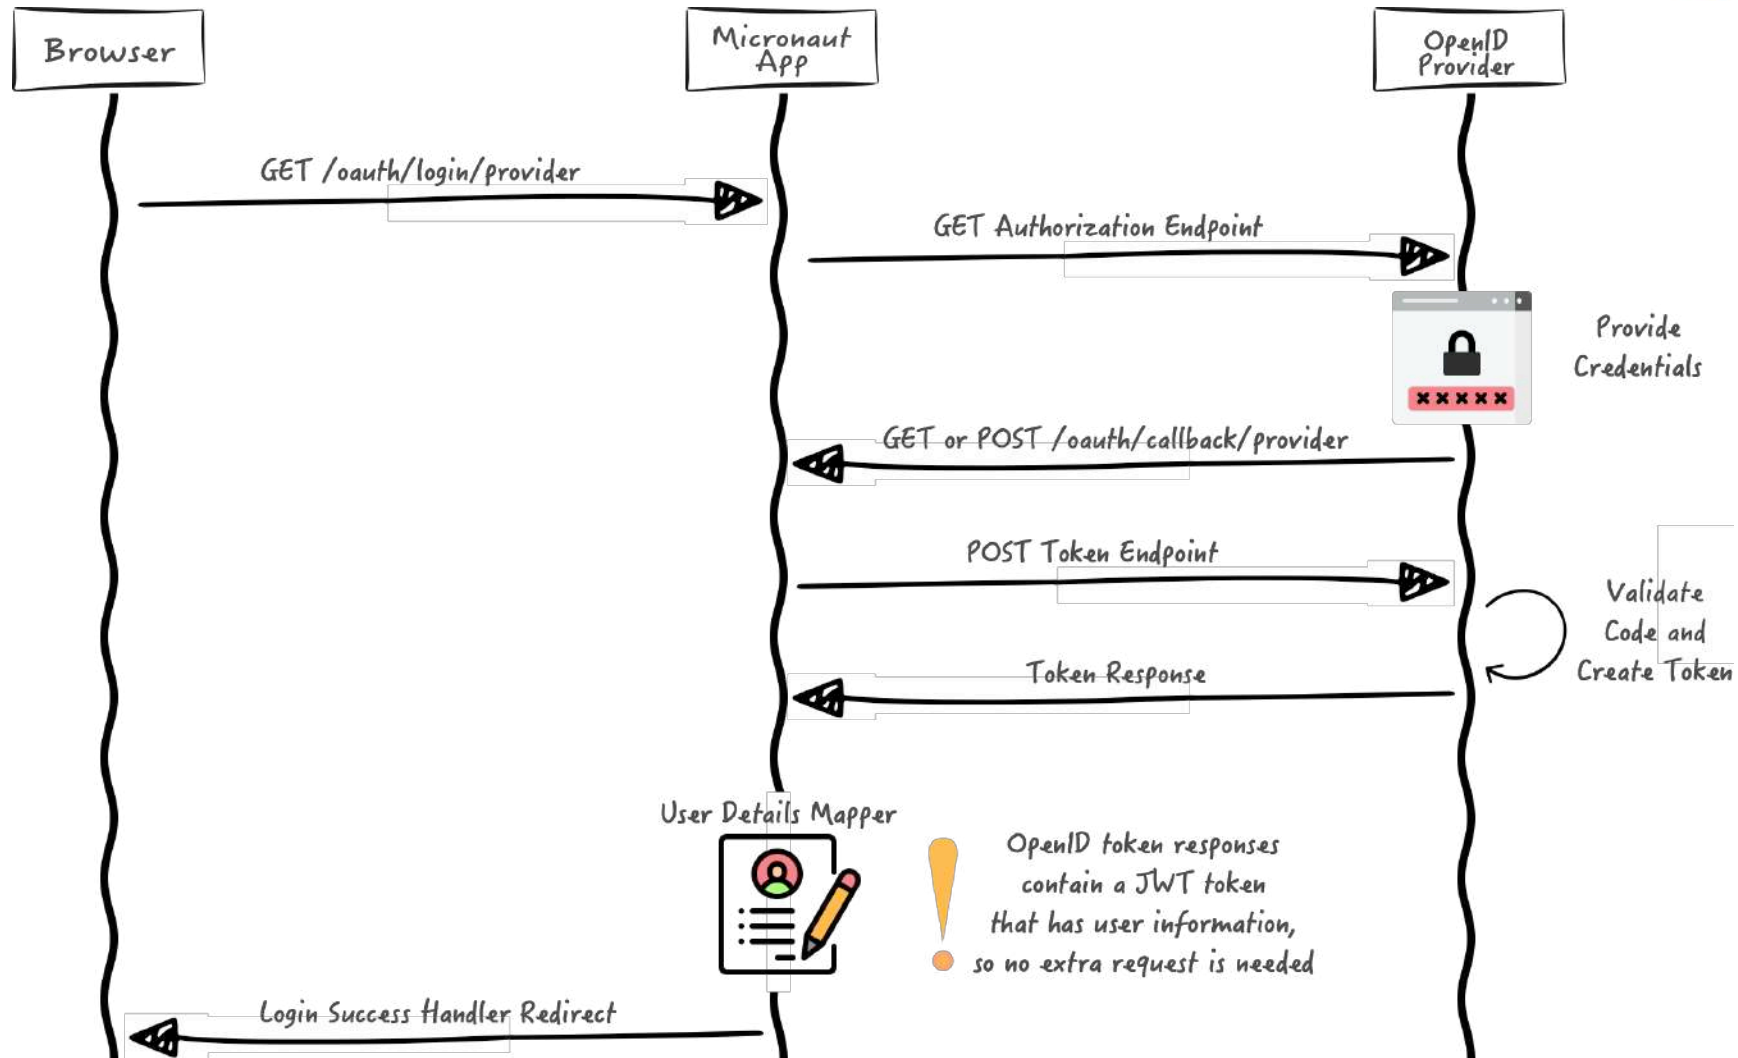 Browser
Micronaut
App
OpenID
Provider
GET /oauth/login/provider
GET Authorization Endpoint
Provide
Credentials
GET or POST /oauth/callback/provider
POST Token Endpoint
Validate
Code and
Create Token
Token Response
User Details Mapper
OpenID token responses
contain a JWT token
that has user information,
so no extra request is needed
Login Success Handler Redirect